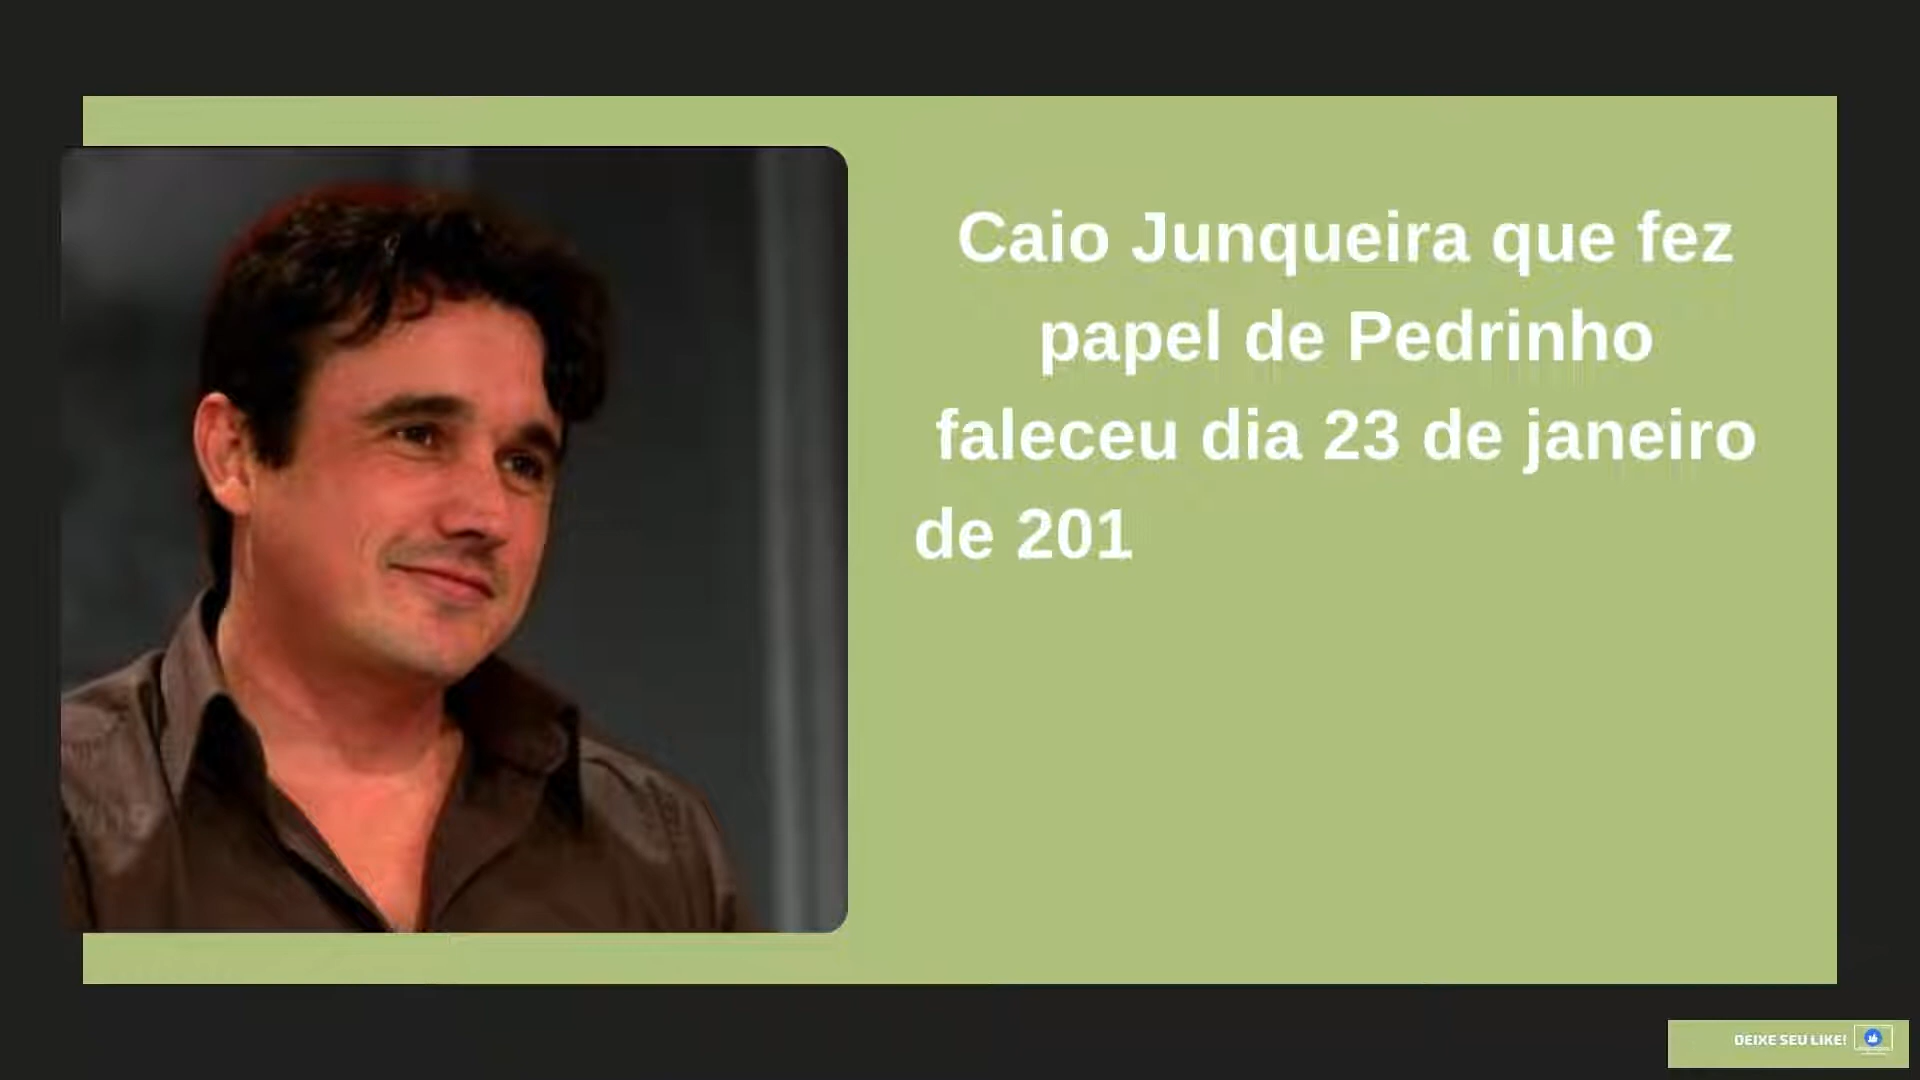 Caio Junqueira que fez
papel de Pedrinho
faleceu dia 23 de janeiro
de 201
DEIXE SEU LIKE!